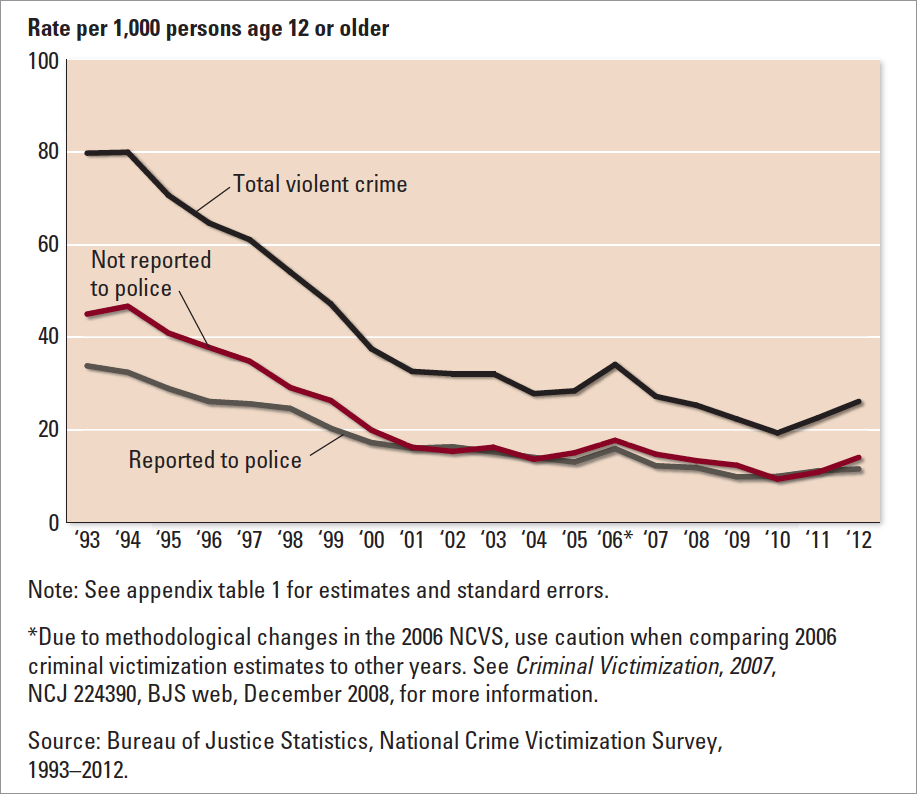 Rate per 1,000 persons age 12 or older
100
80
Total violent crime
60
Not reported
to police
40
20
Reported to police
0
‘93 ‘94 ‘95 ‘96 ‘97 ‘98 ‘99 ‘00 ‘01 ‘02 ‘03 ‘04 ‘05 ‘06* ‘07 ‘08 ‘09 ‘10 ‘11 ‘12
Note: See appendix table 1 for estimates and standard errors.
*Due to methodological changes in the 2006 NCVS, use caution when comparing 2006
criminal victimization estimates to other years. See Criminal Victimization, 2007,
NCJ 224390, BJS web, December 2008, for more information.
Source: Bureau of Justice Statistics, National Crime Victimization Survey,
1993–2012.